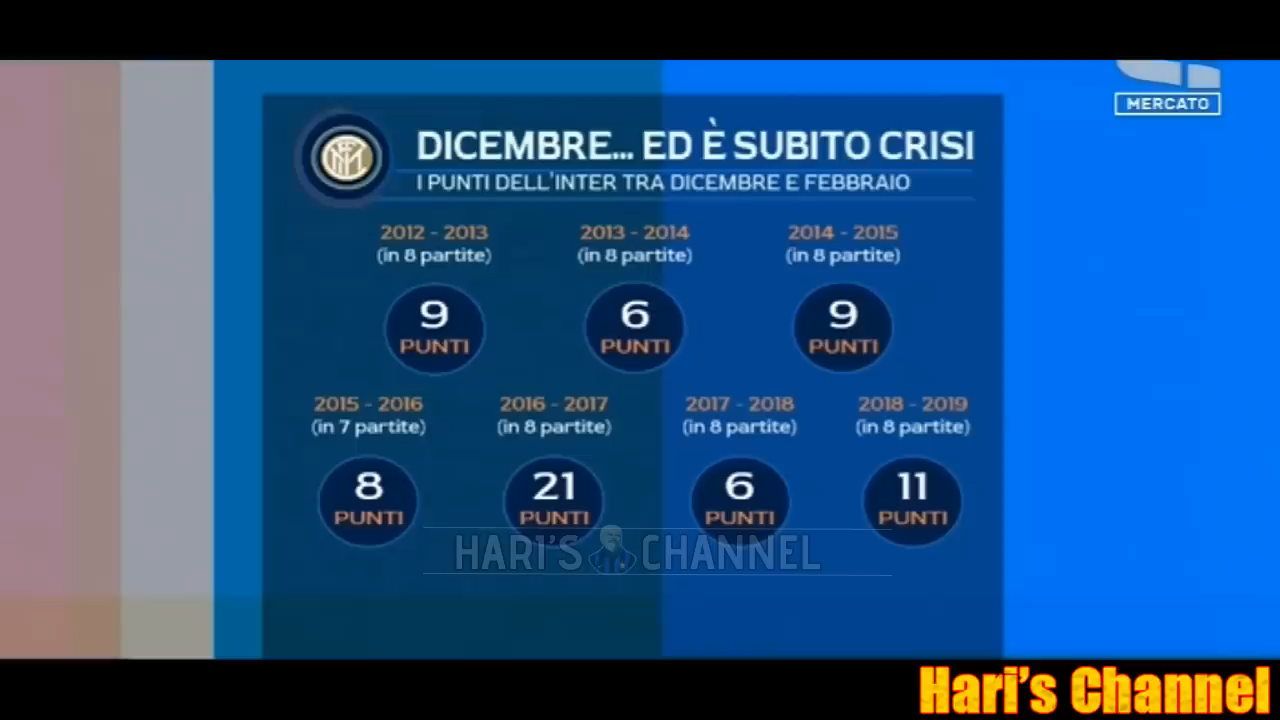 MERCATO
DICEMBRE... ED È SUBITO CRISI
I PUNTI DELL'INTER TRA DICEMBRE E FEBBRAIO
2012 - 2013
(in 8 partite)
9
PUNTI
2013 - 2014
(in 8 partite)
6
PUNTI
2014 - 2015
(in 8 partite)
9
PUNTI
2015 - 2016
(in 7 partite)
8
PUNTI
2016 - 2017
(in 8 partite)
21
PUNTI
2017 - 2018
(in 8 partite)
6
PUNTI
2018 - 2019
(in 8 partite)
11
PUNTI
HARI'S CHANNEL
Hari's Channel